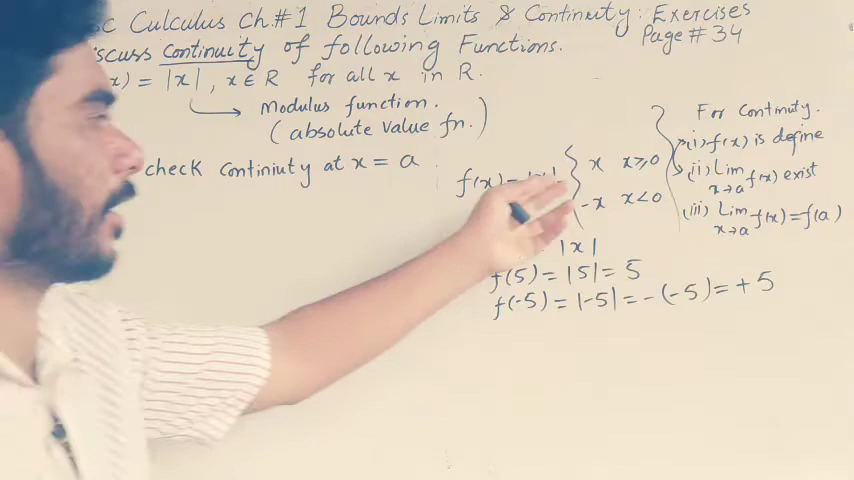 sc Calculus Ch.#1 Bounds Limits & Continuity: Exercises
Page # 34
iscuss Continuity of following Functions.
x) = |x| , x ∈ R for all x in R.
Modulus function.
(absolute value fn.)
check Continiuty at x = a
f(x) = |x| { x x≥0
-x x<0
For Continuty.
(i) f(x) is define
(ii) Lim x→a f(x) exist
(iii) Lim x→a f(x) = f(a)
|x|
f(5) = |5| = 5
f(-5) = |-5| = -(-5) = +5